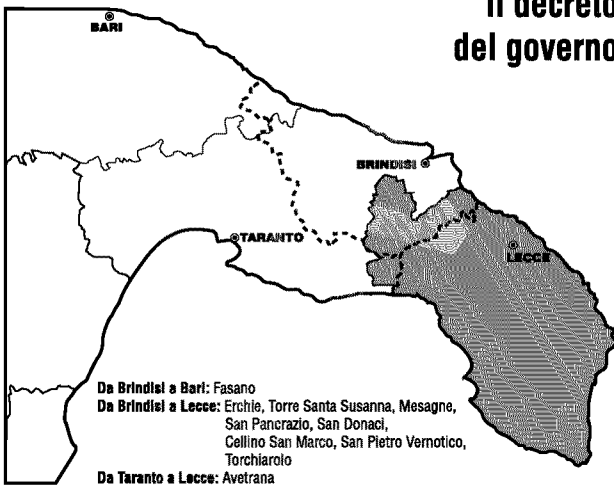 Il decreto
del governo
BARI
BRINDISI
TARANTO
LECCE
Da Brindisi a Bari: Fasano
Da Brindisi a Lecce: Erchie, Torre Santa Susanna, Mesagne,
San Pancrazio, San Donaci,
Cellino San Marco, San Pietro Vernotico,
Torchiarolo
Da Taranto a Lecce: Avetrana